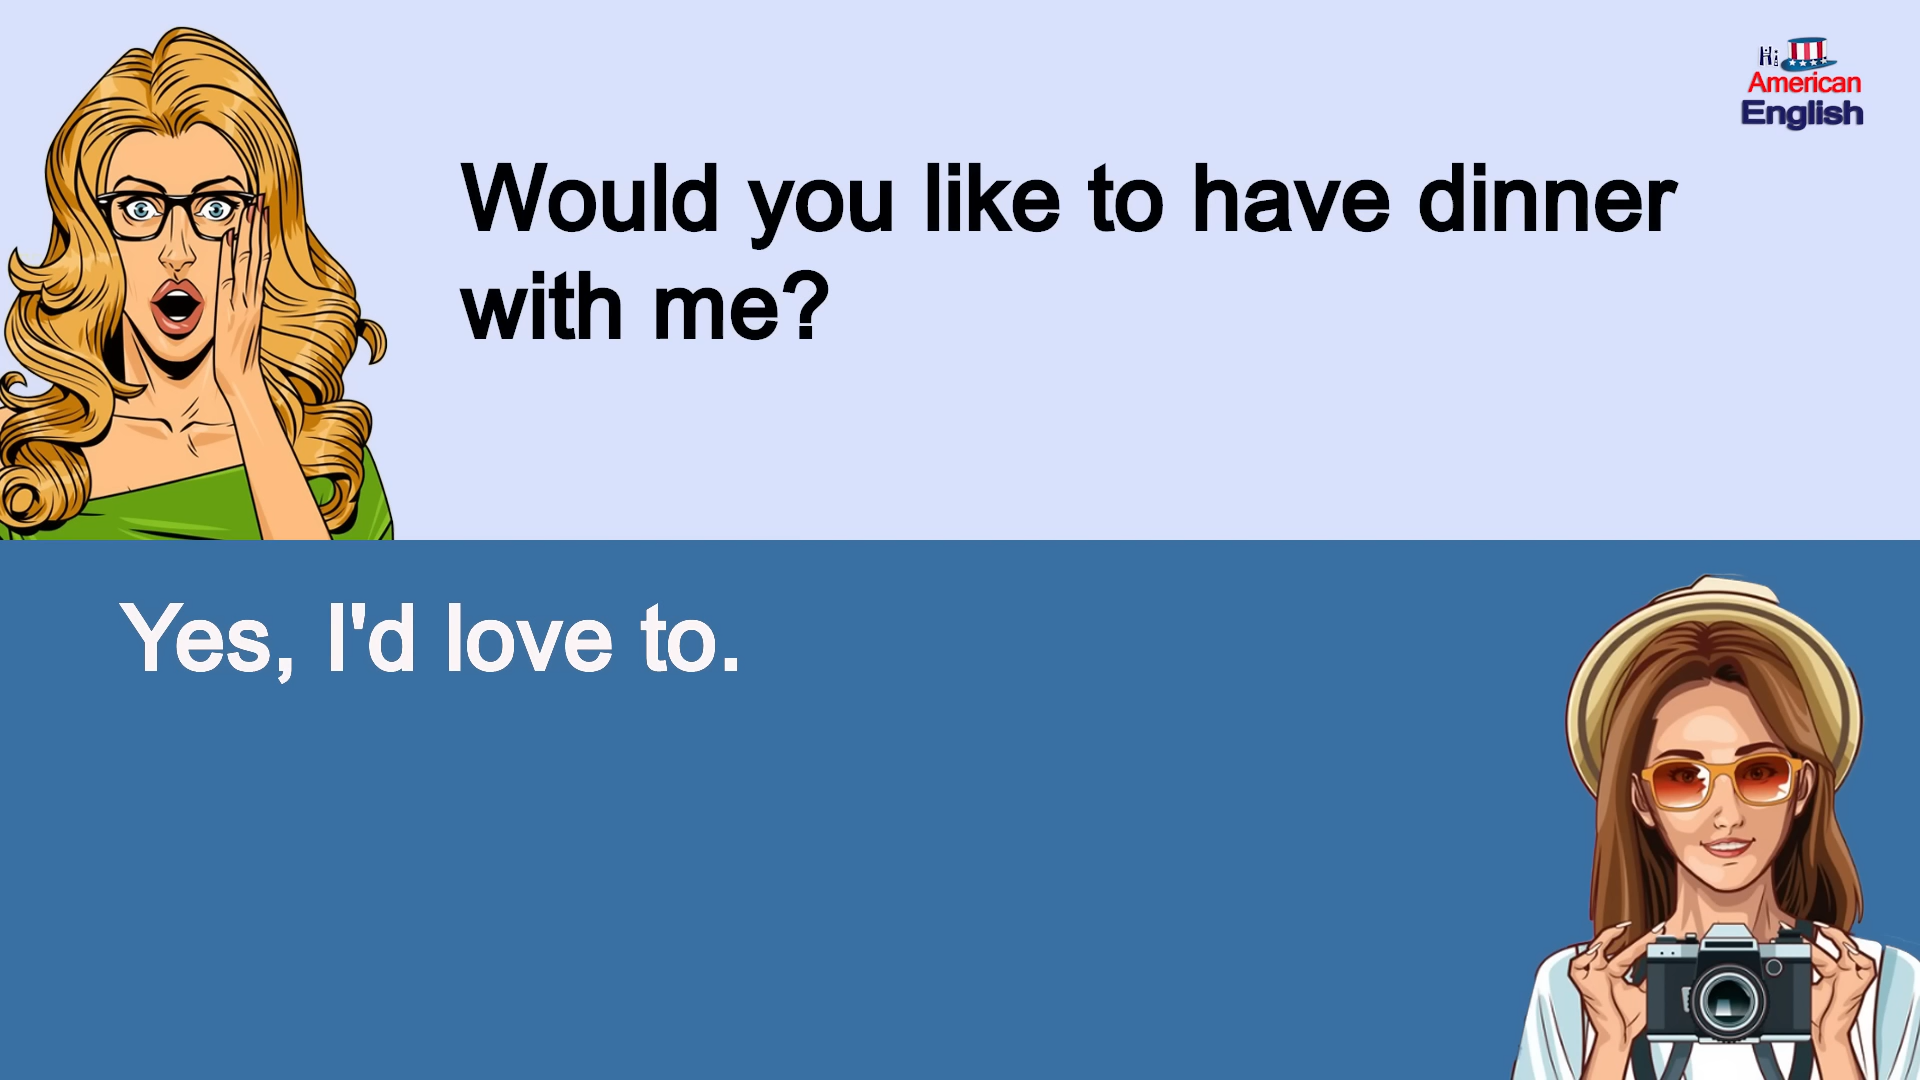 Hi
American
English
Would you like to have dinner
with me?
Yes, I'd love to.